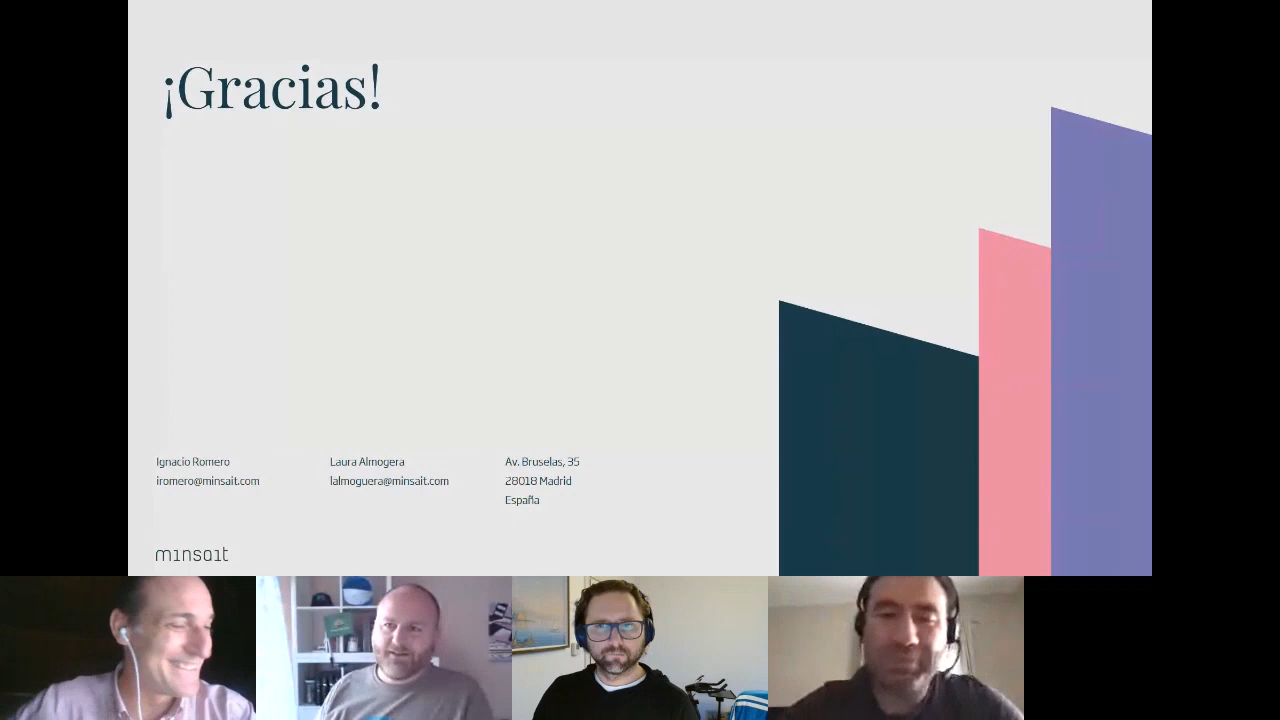 ¡Gracias!
Ignacio Romero
iromero@minsait.com
Laura Almogera
lalmoguera@minsait.com
Av. Bruselas, 35
28018 Madrid
España
minsait